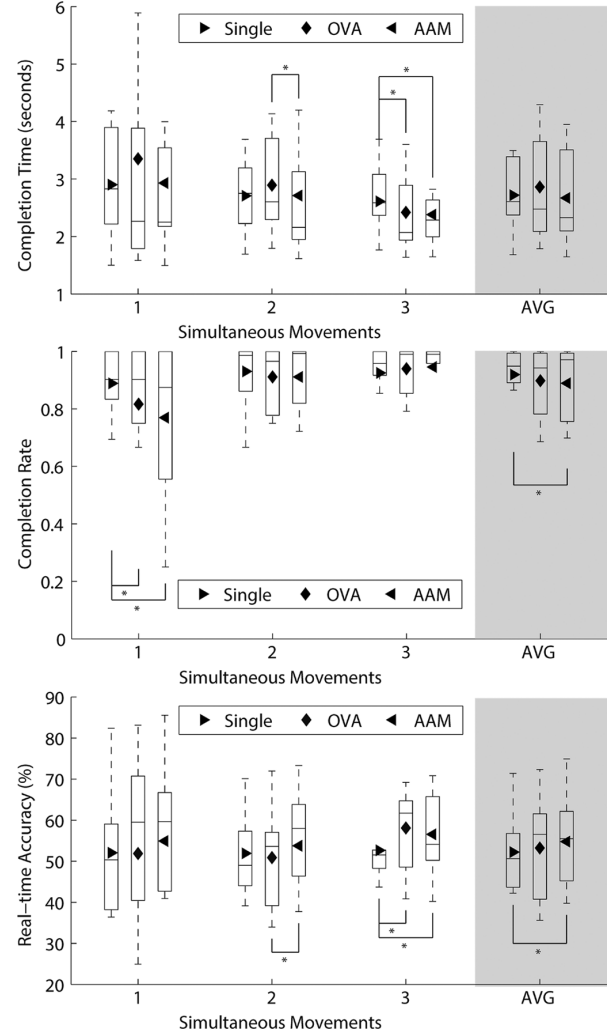 6
5
4
3
2
1
Completion Time (seconds)
Single OVA AAM
*
*
*
1 2 3 AVG
Simultaneous Movements
1
0.8
0.6
0.4
0.2
0
Completion Rate
*
*
*
Single OVA AAM
1 2 3 AVG
Simultaneous Movements
90
80
70
60
50
40
30
20
Real-time Accuracy (%)
Single OVA AAM
*
*
*
*
1 2 3 AVG
Simultaneous Movements